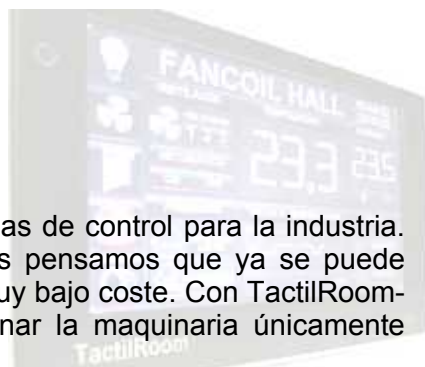 FANCOIL HALL
23,3 23.5
as de control para la industria.
s pensamos que ya se puede
uy bajo coste. Con TactilRoom-
nar la maquinaria únicamente
TactilRoom